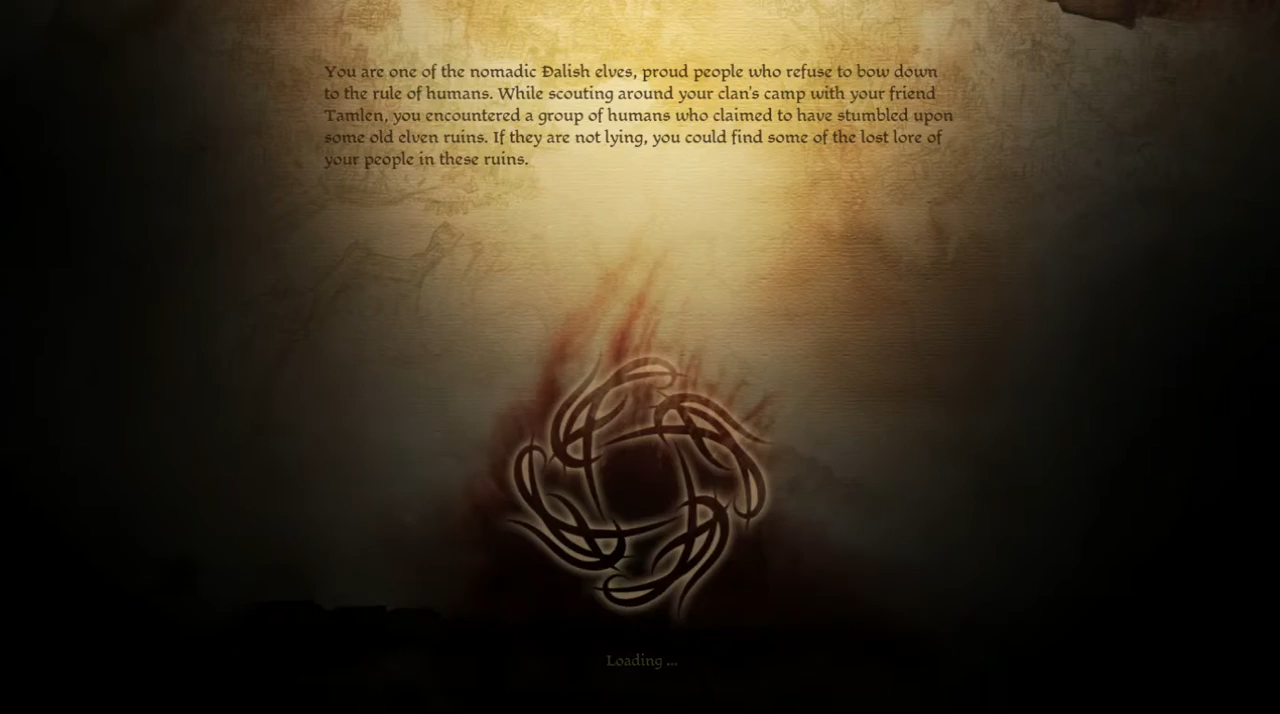 You are one of the nomadic Dalish elves, proud people who refuse to bow down
to the rule of humans. While scouting around your clan's camp with your friend
Tamlen, you encountered a group of humans who claimed to have stumbled upon
some old elven ruins. If they are not lying, you could find some of the lost lore of
your people in these ruins.
Loading ...